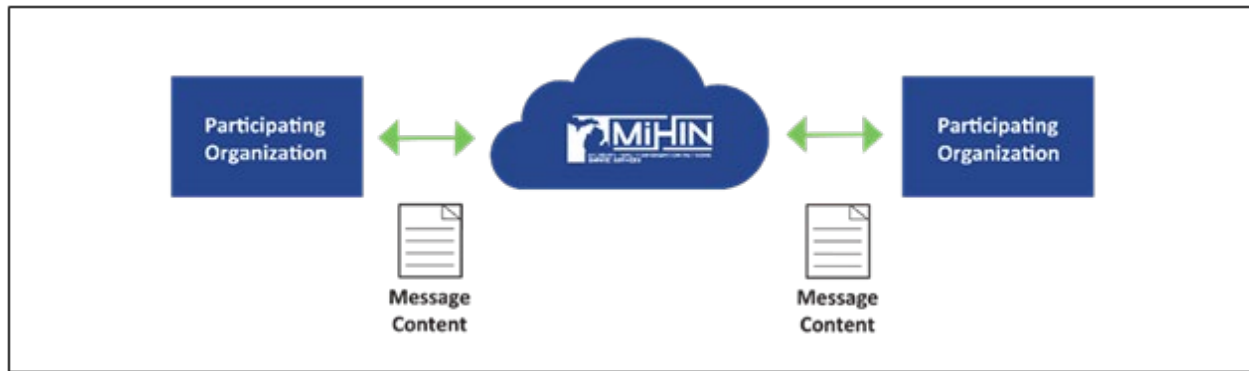 Participating
Organization
MiHIN
Participating
Organization
Message
Content
Message
Content